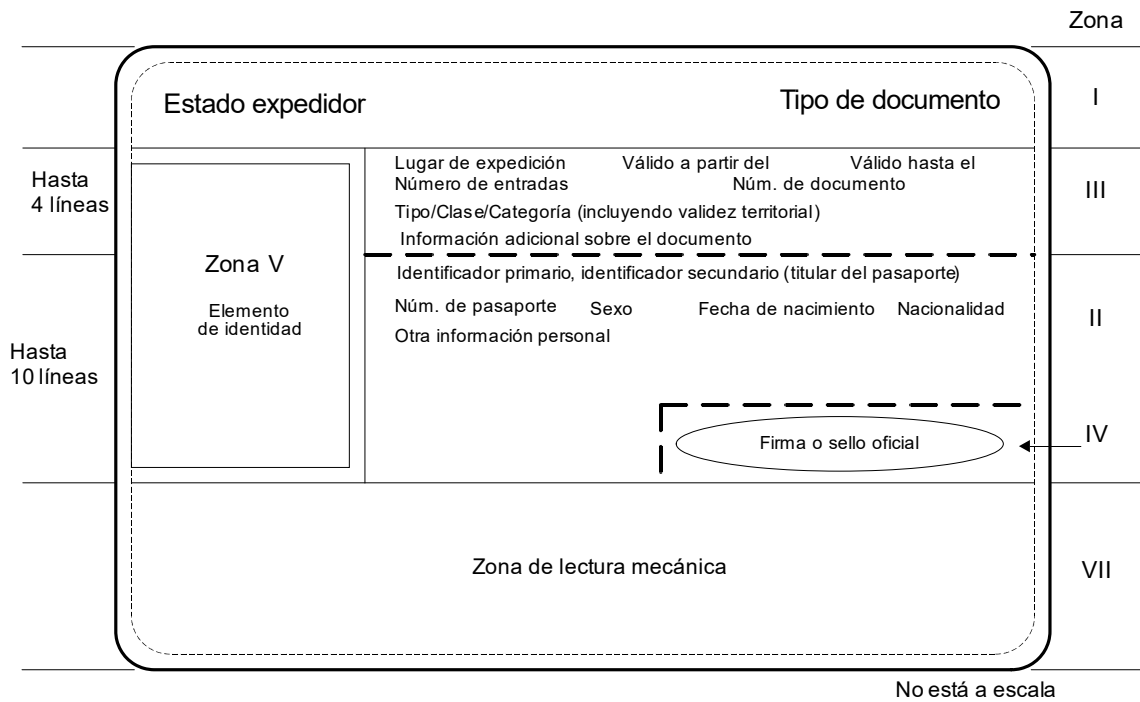 Zona
Estado expedidor
Tipo de documento
I
Hasta
4 líneas
Lugar de expedición Válido a partir del Válido hasta el
Número de entradas Núm. de documento
Tipo/Clase/Categoría (incluyendo validez territorial)
Información adicional sobre el documento
III
Zona V
Elemento
de identidad
Hasta
10 líneas
Identificador primario, identificador secundario (titular del pasaporte)
Núm. de pasaporte Sexo Fecha de nacimiento Nacionalidad
Otra información personal
II
Firma o sello oficial
IV
Zona de lectura mecánica
VII
No está a escala